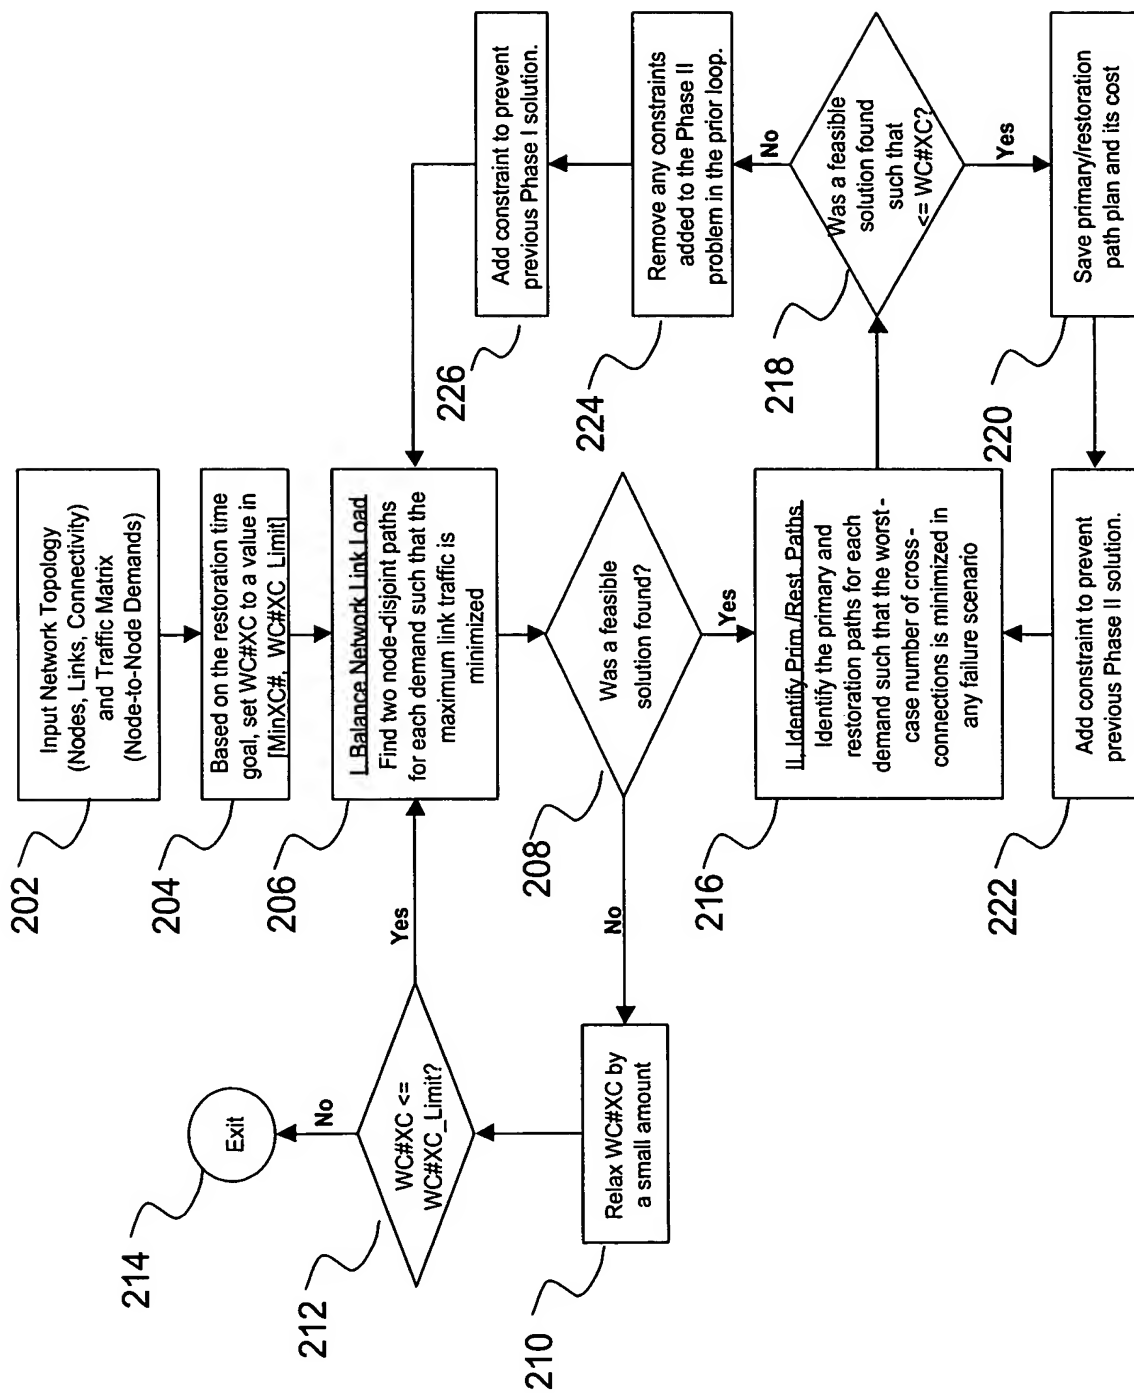 Input Network Topology
(Nodes, Links, Connectivity)
and Traffic Matrix
(Node-to-Node Demands)
202
Based on the restoration time
goal, set WC#XC to a value in
[MinXC#, WC#XC_Limit]
204
I. Balance Network Link Load
Find two node-disjoint paths
for each demand such that the
maximum link traffic is
minimized
206
Was a feasible
solution found?
208
No
Yes
Relax WC#XC by
a small amount
210
WC#XC <=
WC#XC_Limit?
212
Yes
No
Exit
214
II. Identify Prim./Rest. Paths
Identify the primary and
restoration paths for each
demand such that the worst-
case number of cross-
connections is minimized in
any failure scenario
216
Was a feasible
solution found
such that
<= WC#XC?
218
No
Yes
Save primary/restoration
path plan and its cost
220
Add constraint to prevent
previous Phase II solution.
222
Remove any constraints
added to the Phase II
problem in the prior loop.
224
Add constraint to prevent
previous Phase I solution.
226